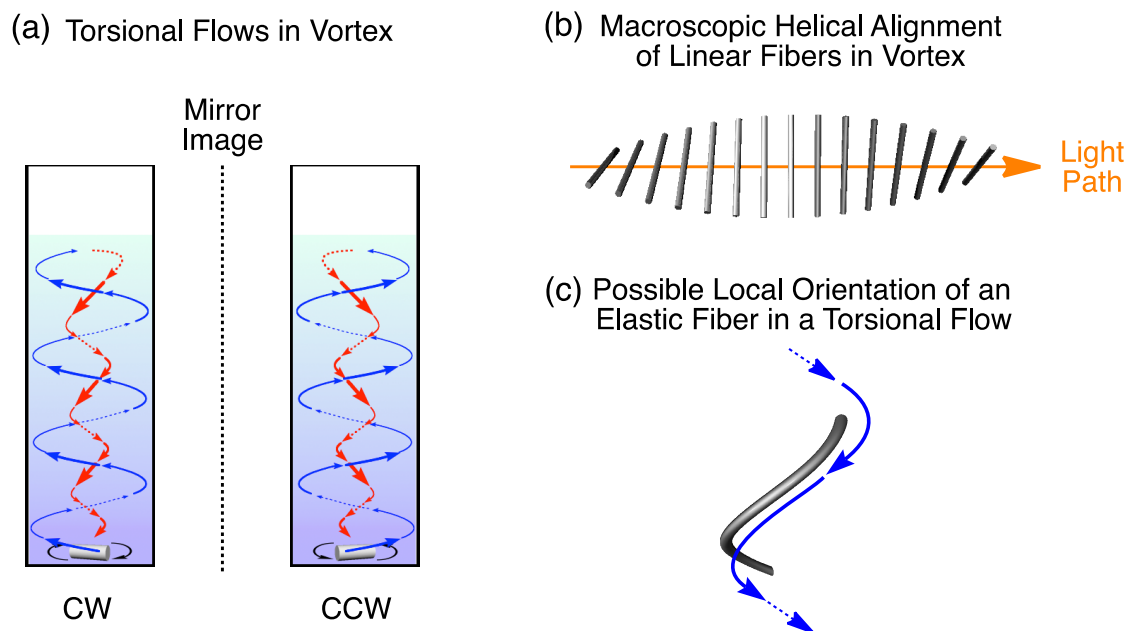 (a) Torsional Flows in Vortex
Mirror
Image
CW
CCW
(b) Macroscopic Helical Alignment
of Linear Fibers in Vortex
Light
Path
(c) Possible Local Orientation of an
Elastic Fiber in a Torsional Flow